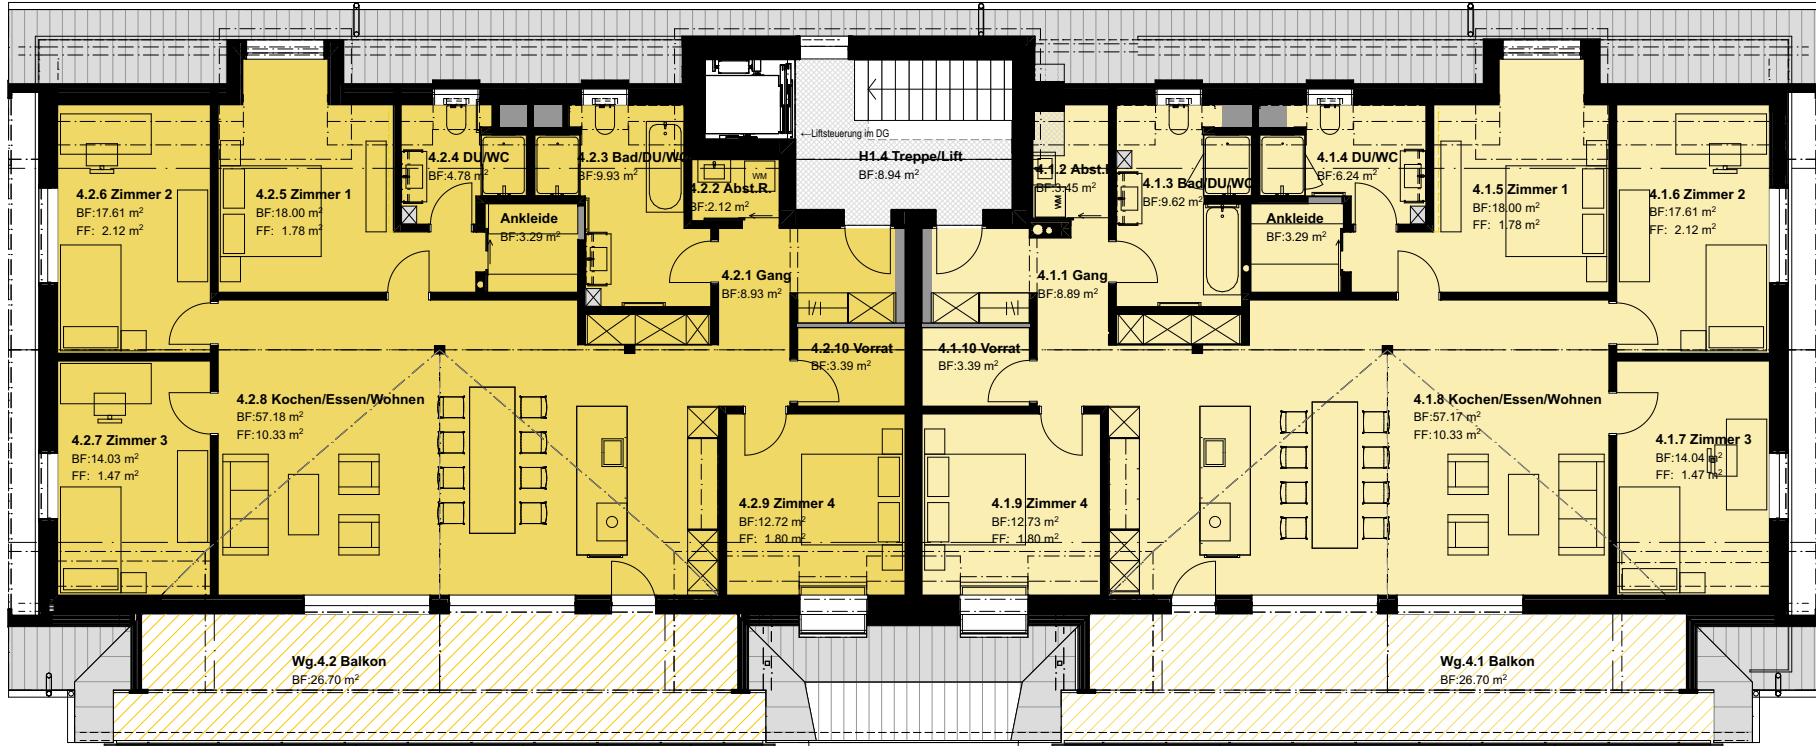 ←Liftsteuerung im DG
H1.4 Treppe/Lift
BF:8.94 m²
4.2.6 Zimmer 2
BF:17.61 m²
FF: 2.12 m²
4.2.5 Zimmer 1
BF:18.00 m²
FF: 1.78 m²
4.2.4 DU/WC
BF:4.78 m²
4.2.3 Bad/DU/WC
BF:9.93 m²
4.2.2 Abst.R.
BF:2.12 m²
WM
Ankleide
BF:3.29 m²
4.2.1 Gang
BF:8.93 m²
4.2.10 Vorrat
BF:3.39 m²
4.2.8 Kochen/Essen/Wohnen
BF:57.18 m²
FF:10.33 m²
4.2.7 Zimmer 3
BF:14.03 m²
FF: 1.47 m²
4.2.9 Zimmer 4
BF:12.72 m²
FF: 1.80 m²
Wg.4.2 Balkon
BF:26.70 m²
4.1.2 Abst.R.
BF:3.45 m²
WM
4.1.3 Bad/DU/WC
BF:9.62 m²
4.1.4 DU/WC
BF:6.24 m²
Ankleide
BF:3.29 m²
4.1.5 Zimmer 1
BF:18.00 m²
FF: 1.78 m²
4.1.6 Zimmer 2
BF:17.61 m²
FF: 2.12 m²
4.1.1 Gang
BF:8.89 m²
4.1.10 Vorrat
BF:3.39 m²
4.1.8 Kochen/Essen/Wohnen
BF:57.17 m²
FF:10.33 m²
4.1.7 Zimmer 3
BF:14.04 m²
FF: 1.47 m²
4.1.9 Zimmer 4
BF:12.73 m²
FF: 1.80 m²
Wg.4.1 Balkon
BF:26.70 m²